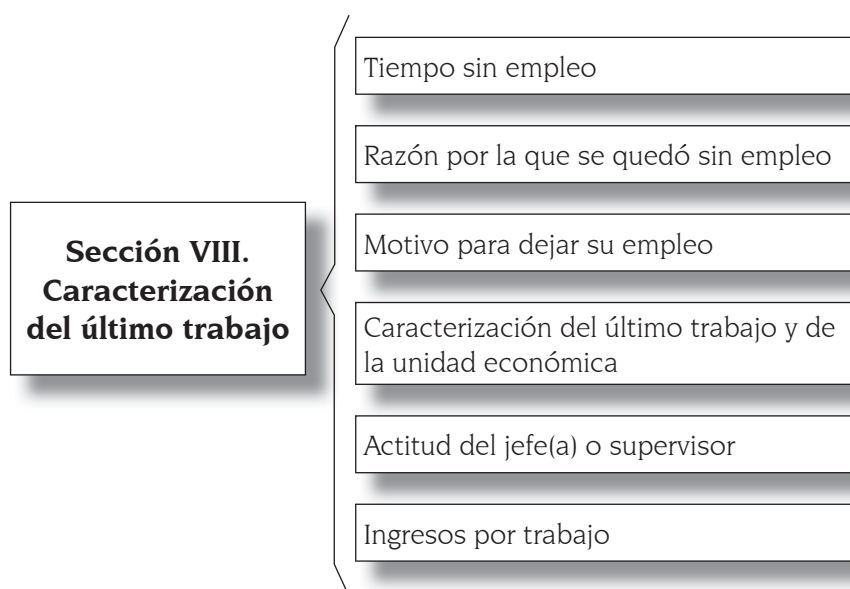 Sección VIII.
Caracterización
del último trabajo
Tiempo sin empleo
Razón por la que se quedó sin empleo
Motivo para dejar su empleo
Caracterización del último trabajo y de
la unidad económica
Actitud del jefe(a) o supervisor
Ingresos por trabajo